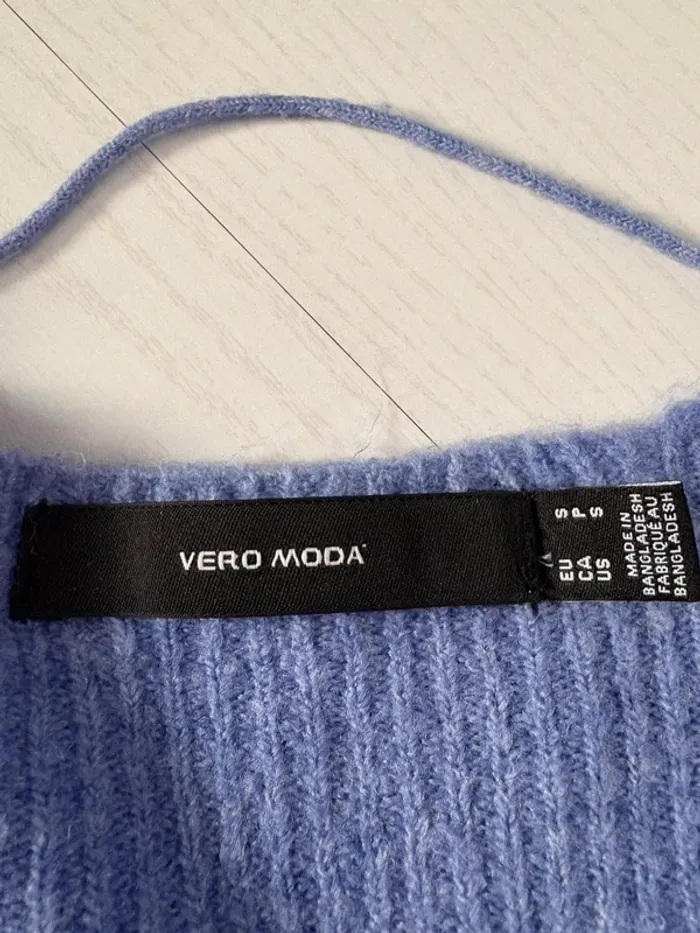 VERO MODA
EU S
CA P
US S
MADE IN
BANGLADESH
FABRIQUÉ AU
BANGLADESH